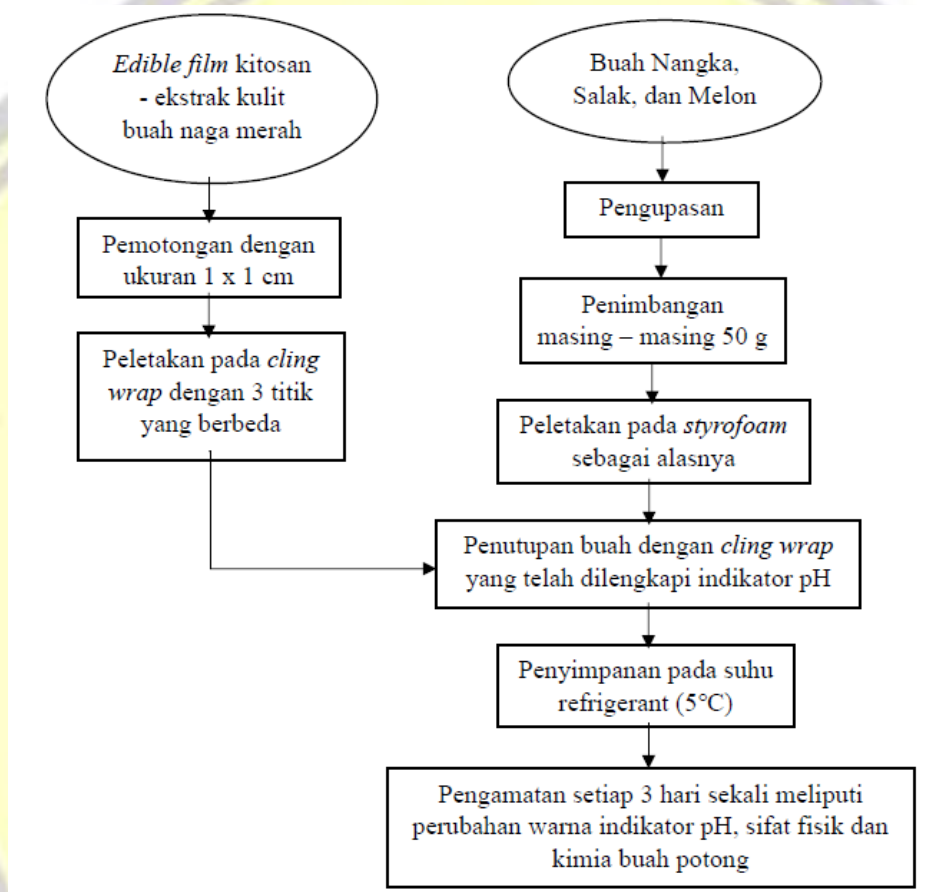 Edible film kitosan
- ekstrak kulit
buah naga merah
Pemotongan dengan
ukuran 1 x 1 cm
Peletakan pada cling
wrap dengan 3 titik
yang berbeda
Buah Nangka,
Salak, dan Melon
Pengupasan
Penimbangan
masing – masing 50 g
Peletakan pada styrofoam
sebagai alasnya
Penutupan buah dengan cling wrap
yang telah dilengkapi indikator pH
Penyimpanan pada suhu
refrigerant (5°C)
Pengamatan setiap 3 hari sekali meliputi
perubahan warna indikator pH, sifat fisik dan
kimia buah potong